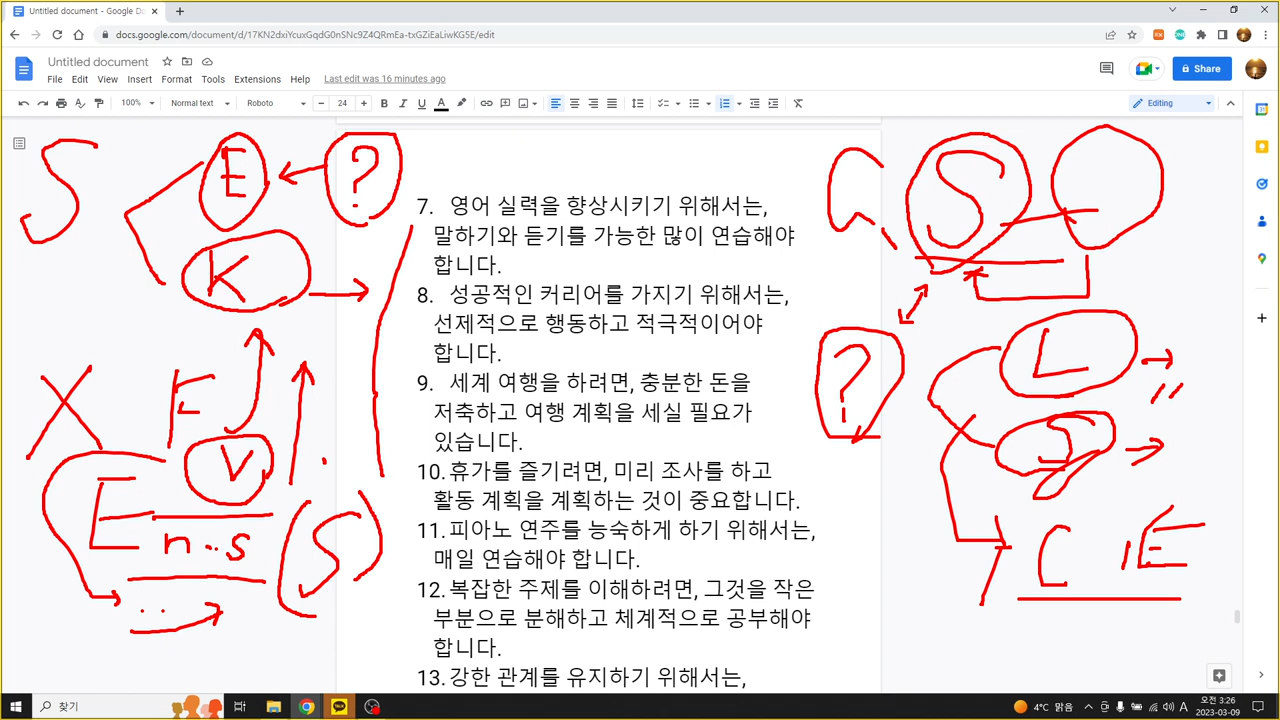 Untitled document
docs.google.com/document/d/17KN2dxiYcuxGqdG0nSNc9Z4QRmEa-txGZiEaLiwKG5E/edit
Untitled document
File Edit View Insert Format Tools Extensions Help Last edit was 16 minutes ago
Share
100% Normal text Roboto 24 Editing
S E ?
K
X E
V
E
n..s (S)
S
?
L
S
E
7. 영어 실력을 향상시키기 위해서는,
말하기와 듣기를 가능한 많이 연습해야
합니다.
8. 성공적인 커리어를 가지기 위해서는,
선제적으로 행동하고 적극적이어야
합니다.
9. 세계 여행을 하려면, 충분한 돈을
저축하고 여행 계획을 세실 필요가
있습니다.
10. 휴가를 즐기려면, 미리 조사를 하고
활동 계획을 계획하는 것이 중요합니다.
11. 피아노 연주를 능숙하게 하기 위해서는,
매일 연습해야 합니다.
12. 복잡한 주제를 이해하려면, 그것을 작은
부분으로 분해하고 체계적으로 공부해야
합니다.
13. 강한 관계를 유지하기 위해서는,
찾기
4°C 맑음 A 오전 3:26
2023-03-09